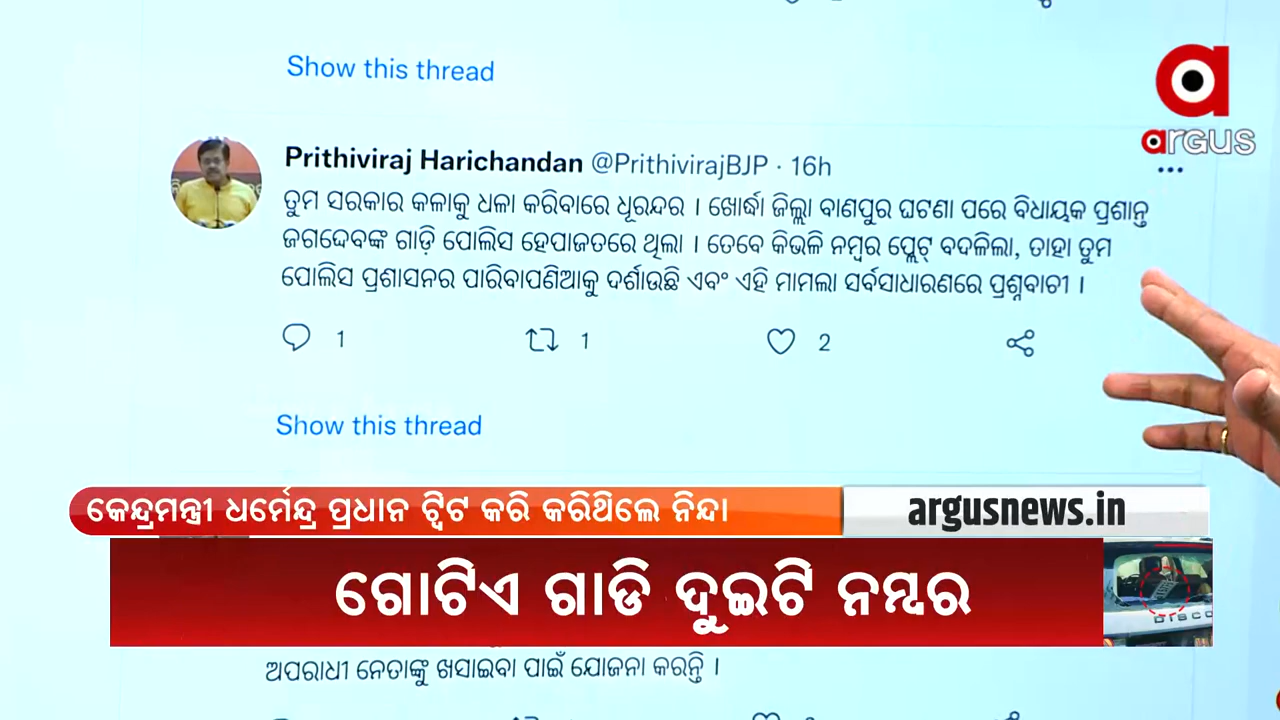 Show this thread
argus
Prithiviraj Harichandan @PrithivirajBJP · 16h
ତୁମ ସରକାର କଳାକୁ ଧଳା କରିବାରେ ଧୂରନ୍ଦର । ଖୋର୍ଦ୍ଧା ଜିଲ୍ଲା ବାଣପୁର ଘଟଣା ପରେ ବିଧାୟକ ପ୍ରଶାନ୍ତ
ଜଗଦେବଙ୍କ ଗାଡ଼ି ପୋଲିସ ହେପାଜତରେ ଥିଲା । ତେବେ କିଭଳି ନମ୍ବର ପ୍ଲେଟ୍ ବଦଳିଲା, ତାହା ତୁମ
ପୋଲିସ ପ୍ରଶାସନର ପାରିବାପଣିଆକୁ ଦର୍ଶାଉଛି ଏବଂ ଏହି ମାମଲା ସର୍ବସାଧାରଣରେ ପ୍ରଶ୍ନବାଚୀ ।
1 1 2
Show this thread
କେନ୍ଦ୍ରମନ୍ତ୍ରୀ ଧର୍ମେନ୍ଦ୍ର ପ୍ରଧାନ ଟ୍ୱିଟ କରି କରିଥିଲେ ନିନ୍ଦା
argusnews.in
ଗୋଟିଏ ଗାଡି ଦୁଇଟି ନମ୍ବର
ଅପରାଧୀ ନେତାଙ୍କୁ ଖସାଇବା ପାଇଁ ଯୋଜନା କରନ୍ତି ।